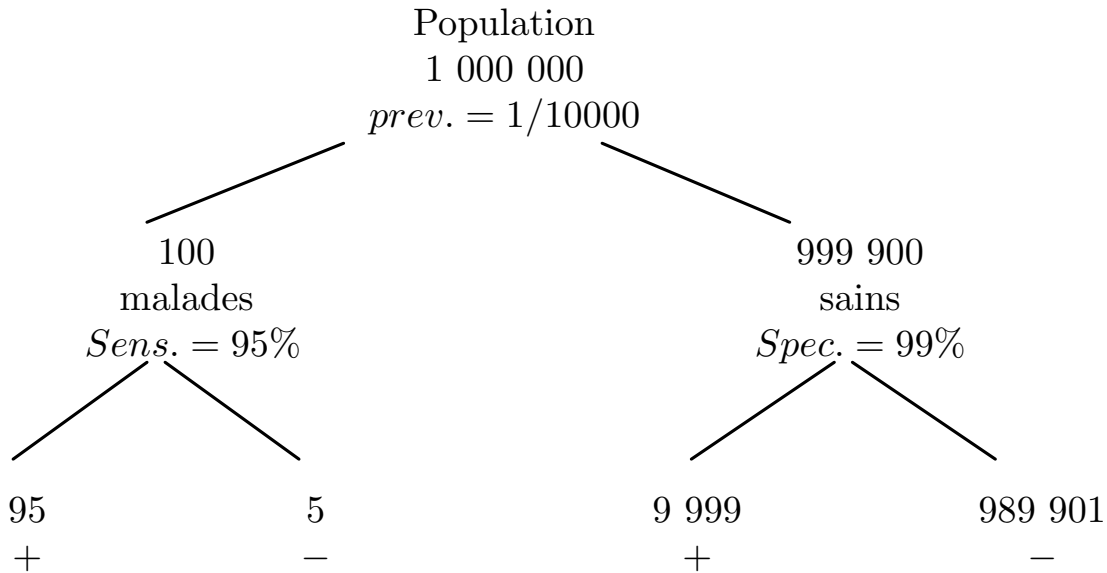 Population
1 000 000
prev. = 1/10000
100
malades
Sens. = 95%
999 900
sains
Spec. = 99%
95
+
5
−
9 999
+
989 901
−